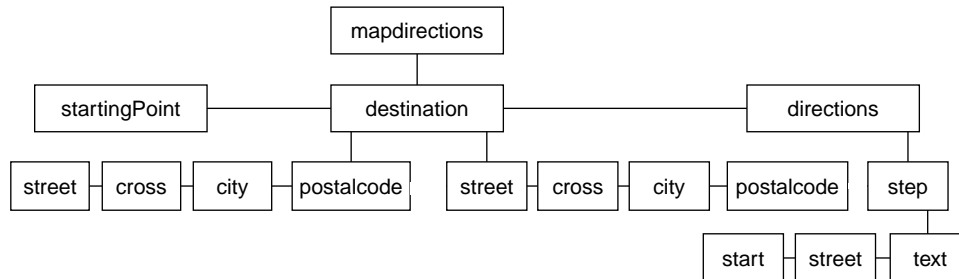 mapdirections
startingPoint destination directions
street cross city postalcode street cross city postalcode step
start street text